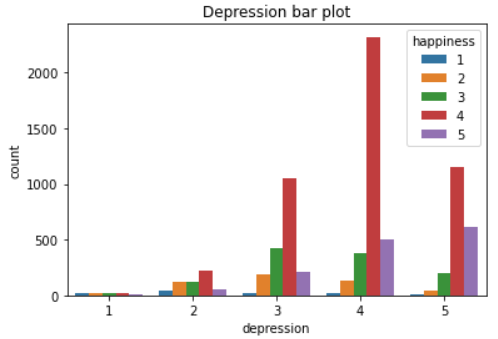 Depression bar plot
happiness
1
2
3
4
5
2000
1500
1000
500
0
count
1 2 3 4 5
depression